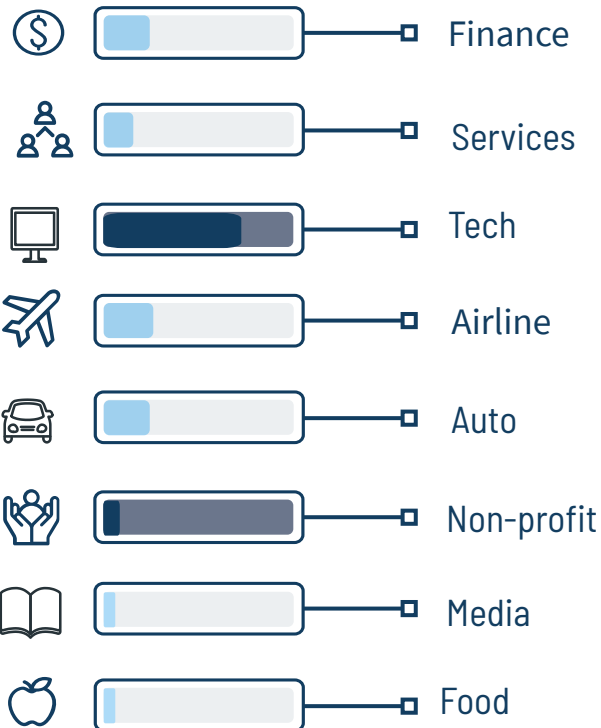 $
Finance
Services
Tech
Airline
Auto
Non-profit
Media
Food